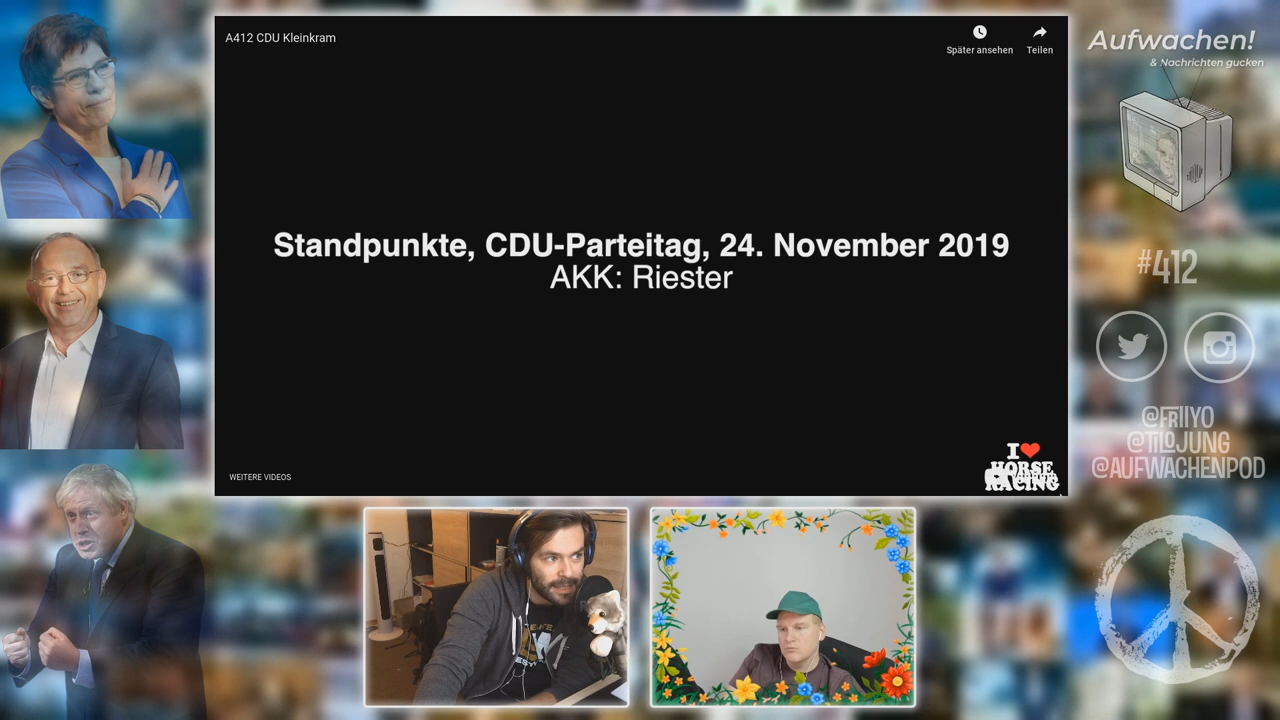 A412 CDU Kleinkram
Später ansehen
Teilen
Aufwachen!
& Nachrichten gucken
Standpunkte, CDU-Parteitag, 24. November 2019
AKK: Riester
#412
@FRIIYO
@TILOJUNG
@AUFWACHENPOD
WEITERE VIDEOS
I
HORSE
RACING